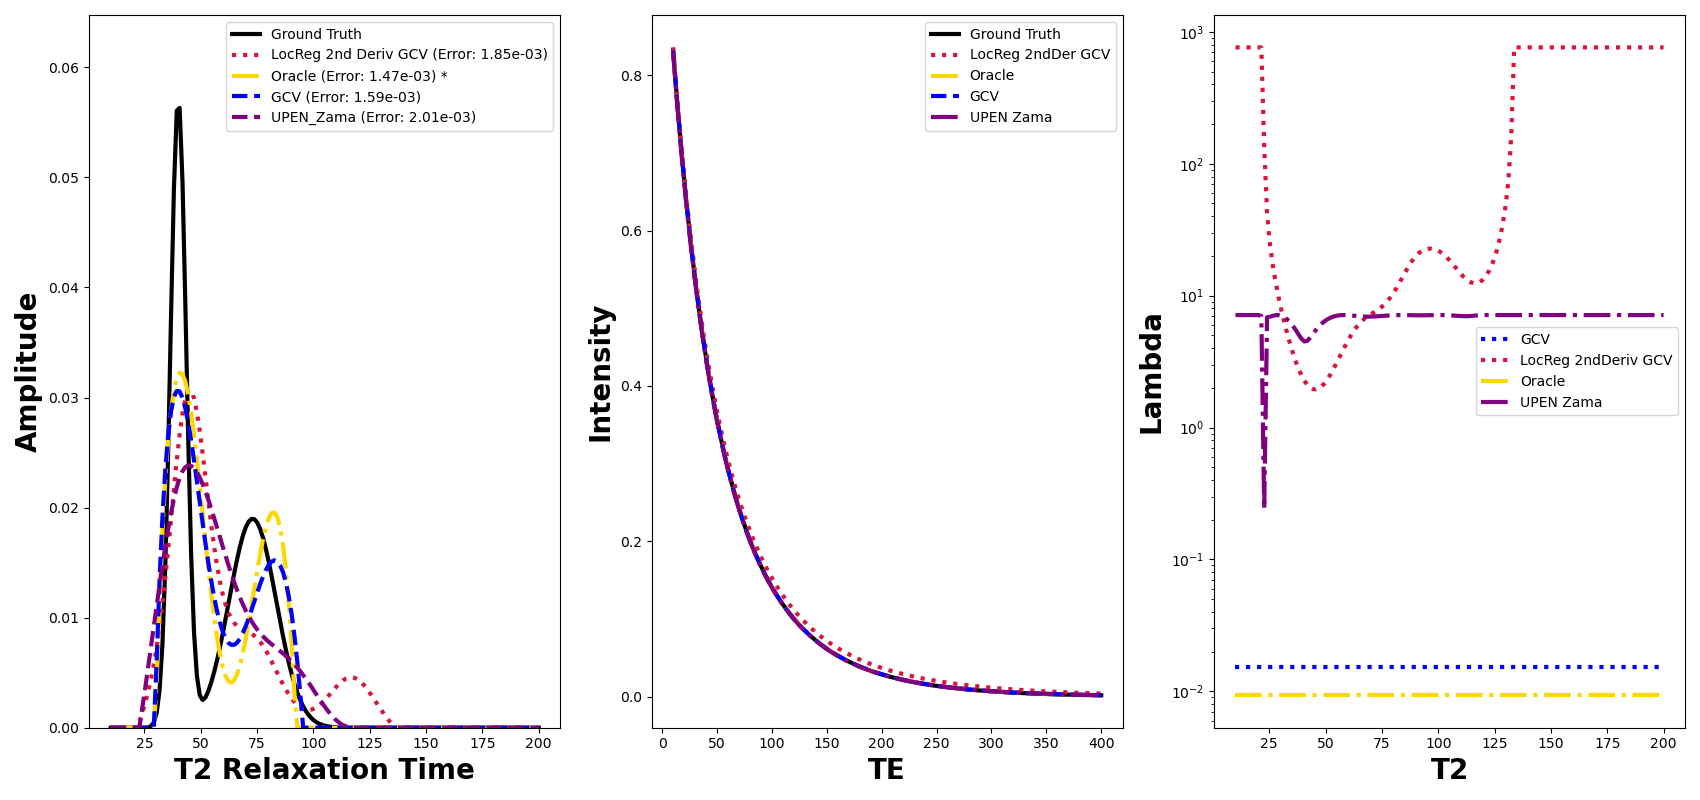 Ground Truth
LocReg 2nd Deriv GCV (Error: 1.85e-03)
Oracle (Error: 1.47e-03) *
GCV (Error: 1.59e-03)
UPEN_Zama (Error: 2.01e-03)
0.06
0.05
0.04
0.03
0.02
0.01
0.00
25 50 75 100 125 150 175 200
Amplitude
T2 Relaxation Time
Ground Truth
LocReg 2ndDer GCV
Oracle
GCV
UPEN Zama
0.8
0.6
0.4
0.2
0.0
0 50 100 150 200 250 300 350 400
Intensity
TE
10³
10²
10¹
10⁰
10⁻¹
10⁻²
GCV
LocReg 2ndDeriv GCV
Oracle
UPEN Zama
25 50 75 100 125 150 175 200
Lambda
T2